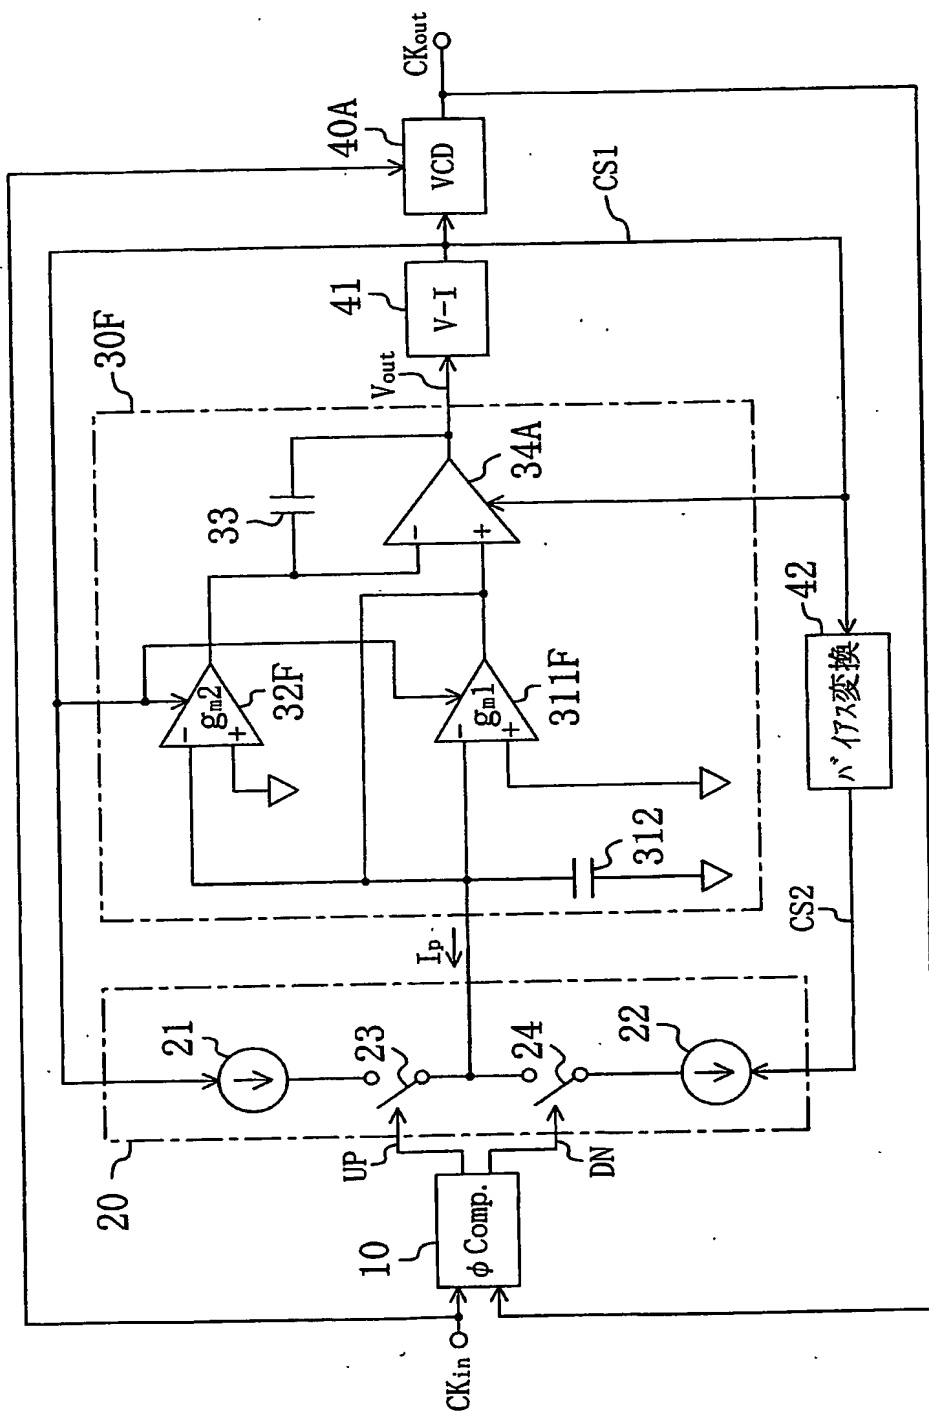 CKin
10
φ Comp.
UP
DN
20
21
23
24
22
Ip
CS2
30F
312
-
+
gm2
32F
-
+
gm1
311F
33
-
+
34A
Vout
41
V-I
40A
VCD
CKout
CS1
42
バイアス変換